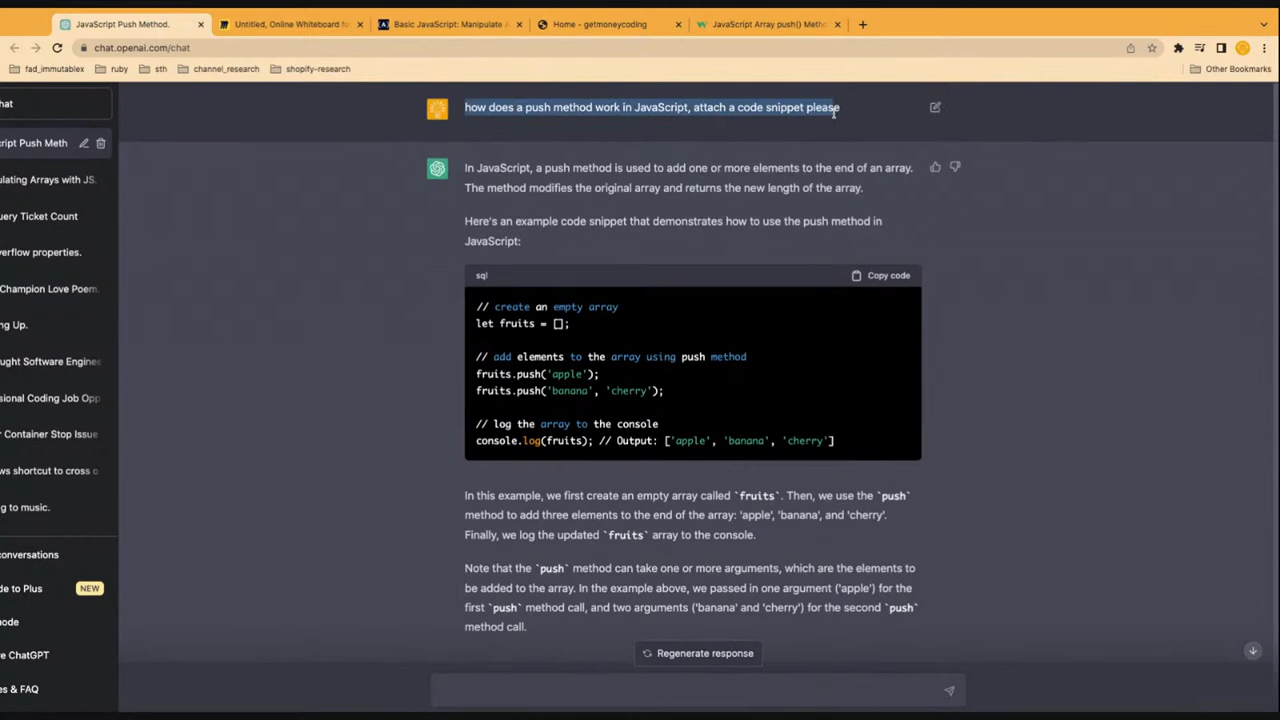 JavaScript Push Method.
Untitled, Online Whiteboard fo
Basic JavaScript: Manipulate A
Home - getmoneycoding
JavaScript Array push() Metho
chat.openai.com/chat
fad_immutablex
ruby
sth
channel_research
shopify-research
Other Bookmarks
hat
cript Push Meth
ulating Arrays with JS.
uery Ticket Count
verflow properties.
Champion Love Poem.
ng Up.
ught Software Enginee
sional Coding Job Opp
r Container Stop Issue
ws shortcut to cross o
ng to music.
onversations
de to Plus
NEW
node
re ChatGPT
s & FAQ
how does a push method work in JavaScript, attach a code snippet please
In JavaScript, a push method is used to add one or more elements to the end of an array.
The method modifies the original array and returns the new length of the array.
Here's an example code snippet that demonstrates how to use the push method in
JavaScript:
sql
Copy code
// create an empty array
let fruits = [];
// add elements to the array using push method
fruits.push('apple');
fruits.push('banana', 'cherry');
// log the array to the console
console.log(fruits); // Output: ['apple', 'banana', 'cherry']
In this example, we first create an empty array called `fruits`. Then, we use the `push`
method to add three elements to the end of the array: 'apple', 'banana', and 'cherry'.
Finally, we log the updated `fruits` array to the console.
Note that the `push` method can take one or more arguments, which are the elements to
be added to the array. In the example above, we passed in one argument ('apple') for the
first `push` method call, and two arguments ('banana' and 'cherry') for the second `push`
method call.
Regenerate response